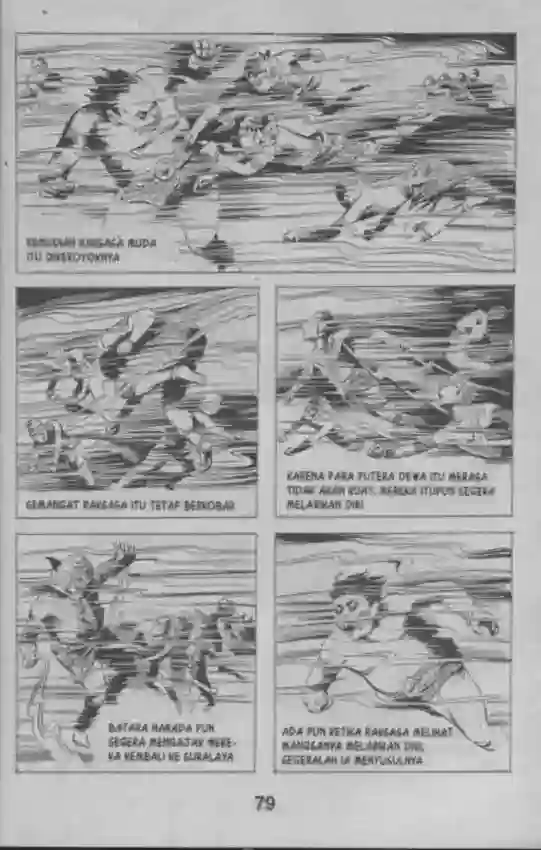 KEMUDIAN RAKSASA MUDA
ITU DIKEROYOKNYA
SEMANGAT RAKSASA ITU TETAP BERKOBAR
KARENA PARA PUTERA DEWA ITU MERASA
TIDAK AKAN KUAT, MEREKA ITUPUN SEGERA
MELARIKAN DIRI
BATARA NARADA PUN
SEGERA MENGAJAK MERE-
KA KEMBALI KE SURALAYA
ADA PUN KETIKA RAKSASA MELIHAT
MANGSANYA MELARIKAN DIRI,
SEGERALAH IA MENYUSULNYA
79